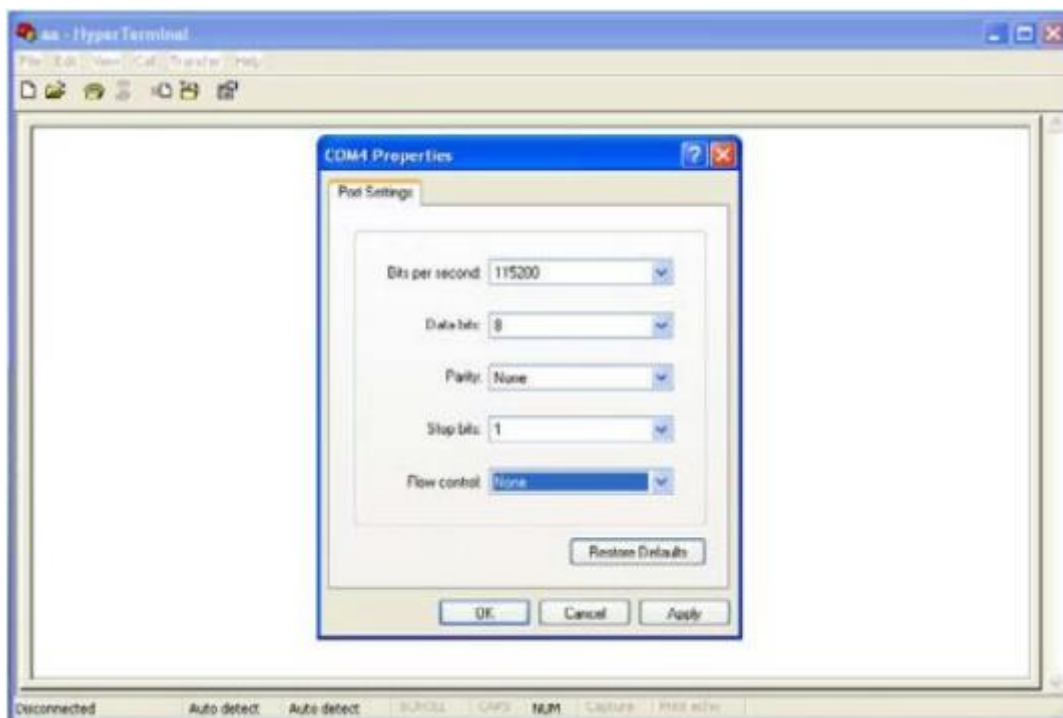 aa - HyperTerminal
File Edit View Call Transfer Help
COM4 Properties
Port Settings
Bits per second: 115200
Data bits: 8
Parity: None
Stop bits: 1
Flow control: None
Restore Defaults
OK Cancel Apply
Disconnected Auto detect Auto detect SCROLL CAPS NUM Capture Print echo